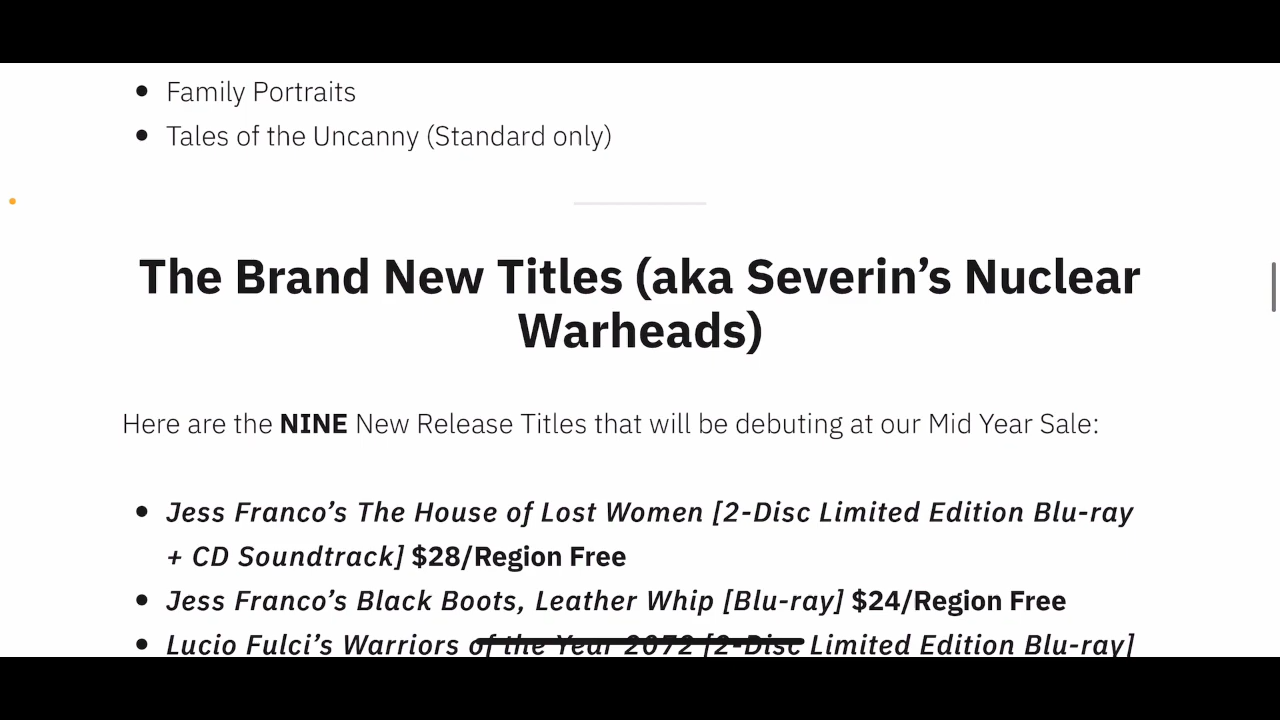 Family Portraits
Tales of the Uncanny (Standard only)
The Brand New Titles (aka Severin’s Nuclear
Warheads)
Here are the NINE New Release Titles that will be debuting at our Mid Year Sale:
Jess Franco’s The House of Lost Women [2-Disc Limited Edition Blu-ray
+ CD Soundtrack] $28/Region Free
Jess Franco’s Black Boots, Leather Whip [Blu-ray] $24/Region Free
Lucio Fulci’s Warriors of the Year 2072 [2-Disc Limited Edition Blu-ray]